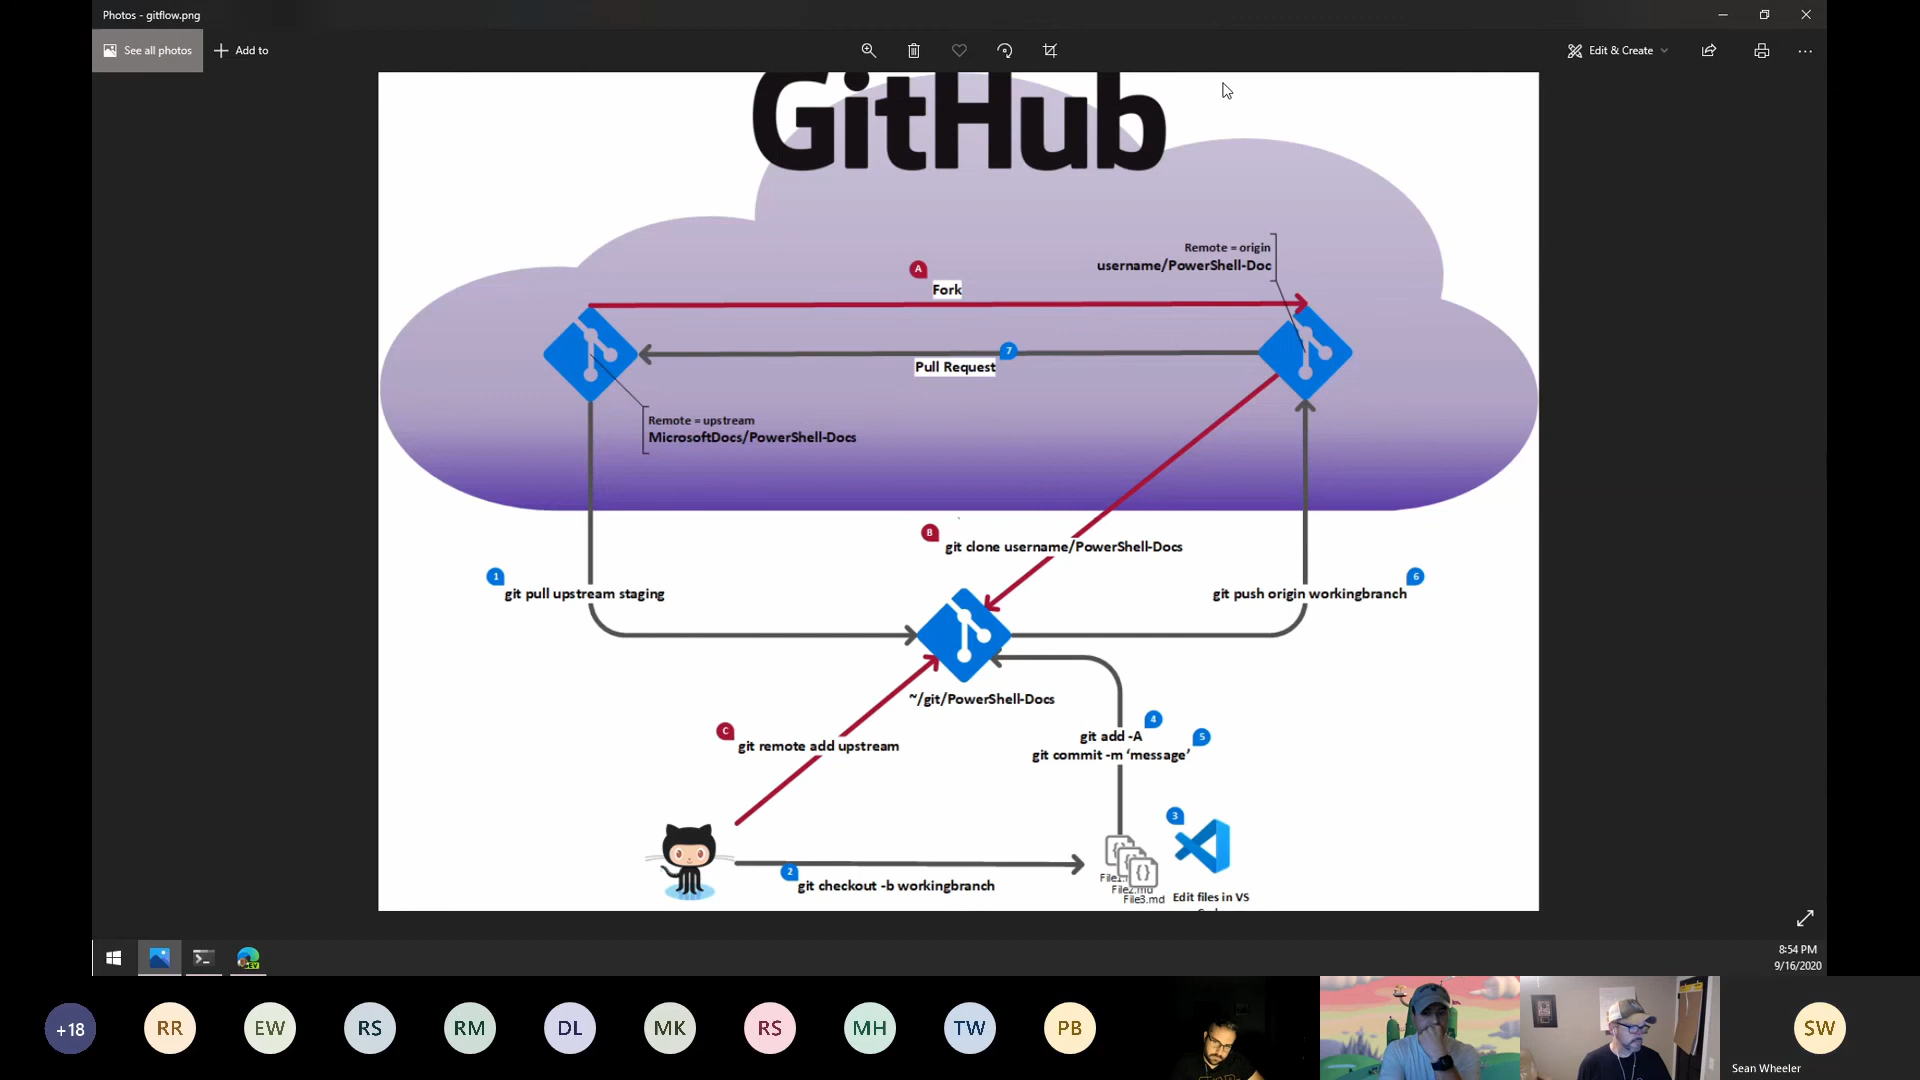 Photos - gitflow.png
See all photos
Add to
Edit & Create
GitHub
Remote = origin
username/PowerShell-Doc
A
Fork
7
Pull Request
Remote = upstream
MicrosoftDocs/PowerShell-Docs
B
git clone username/PowerShell-Docs
1
git pull upstream staging
6
git push origin workingbranch
~/git/PowerShell-Docs
C
git remote add upstream
4
git add -A
5
git commit -m ‘message’
3
2
git checkout -b workingbranch
File2.md
File3.md
Edit files in VS
DEV
8:54 PM
9/16/2020
+18
RR
EW
RS
RM
DL
MK
RS
MH
TW
PB
SW
Sean Wheeler